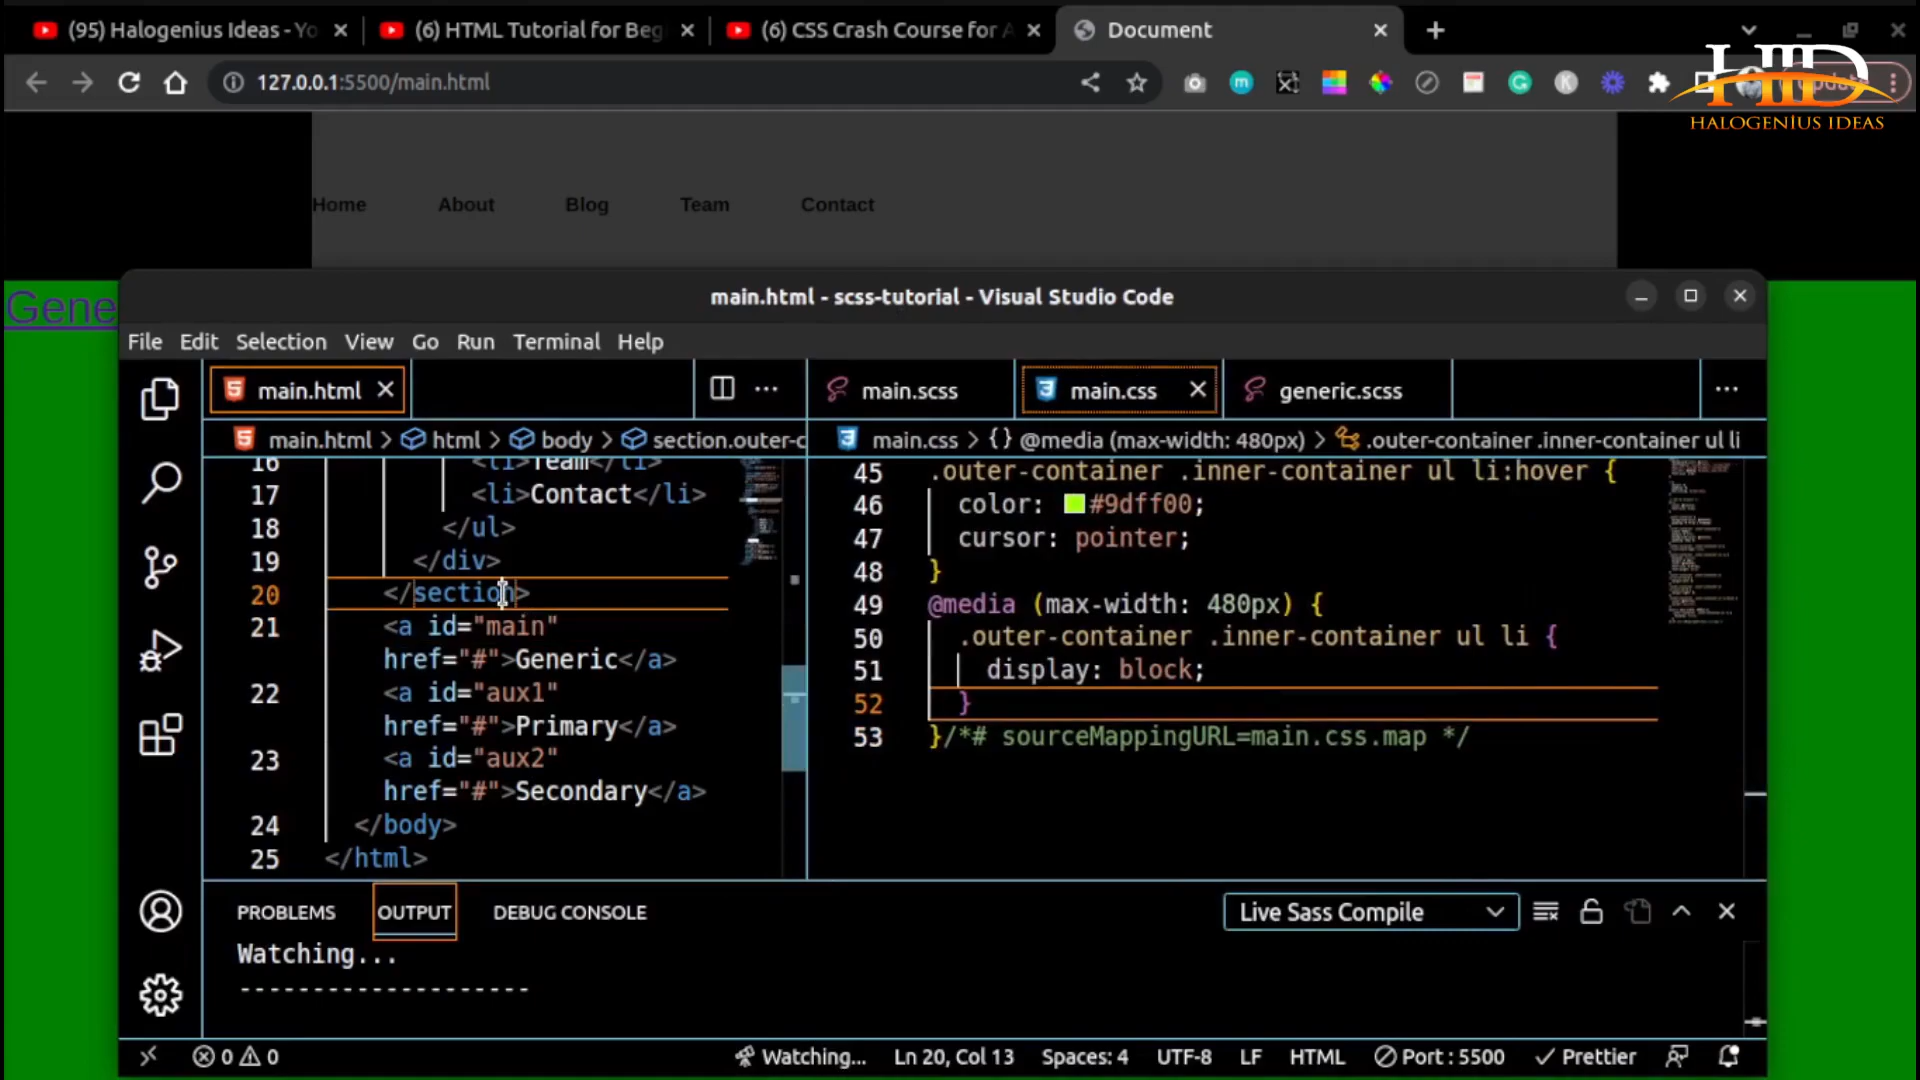 (95) Halogenius Ideas - Yo
(6) HTML Tutorial for Beg
(6) CSS Crash Course for A
Document
127.0.0.1:5500/main.html
HID
HALOGENIUS IDEAS
Home About Blog Team Contact
Gene
main.html - scss-tutorial - Visual Studio Code
File Edit Selection View Go Run Terminal Help
main.html
main.scss
main.css
generic.scss
main.html > html > body > section.outer-c
main.css > {} @media (max-width: 480px) > .outer-container .inner-container ul li
16 <li>Team</li>
17 <li>Contact</li>
18 </ul>
19 </div>
20 </section>
21 <a id="main"
href="#">Generic</a>
22 <a id="aux1"
href="#">Primary</a>
23 <a id="aux2"
href="#">Secondary</a>
24 </body>
25 </html>
45 .outer-container .inner-container ul li:hover {
46 color: #9dff00;
47 cursor: pointer;
48 }
49 @media (max-width: 480px) {
50 .outer-container .inner-container ul li {
51 display: block;
52 }
53 }/*# sourceMappingURL=main.css.map */
PROBLEMS OUTPUT DEBUG CONSOLE
Live Sass Compile
Watching...
--------------------
0 0 Watching... Ln 20, Col 13 Spaces: 4 UTF-8 LF HTML Port : 5500 Prettier